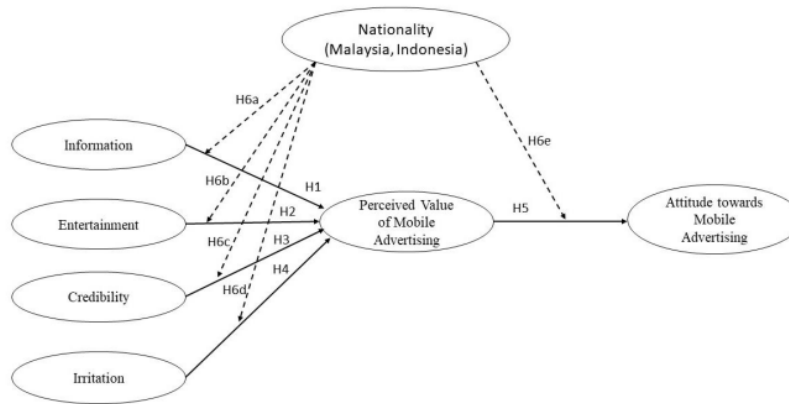 Nationality
(Malaysia, Indonesia)
H6a
H6e
Information
H6b
H1
Entertainment
H2
Perceived Value
of Mobile
Advertising
H5
Attitude towards
Mobile
Advertising
H6c
H3
H4
Credibility
H6d
Irritation